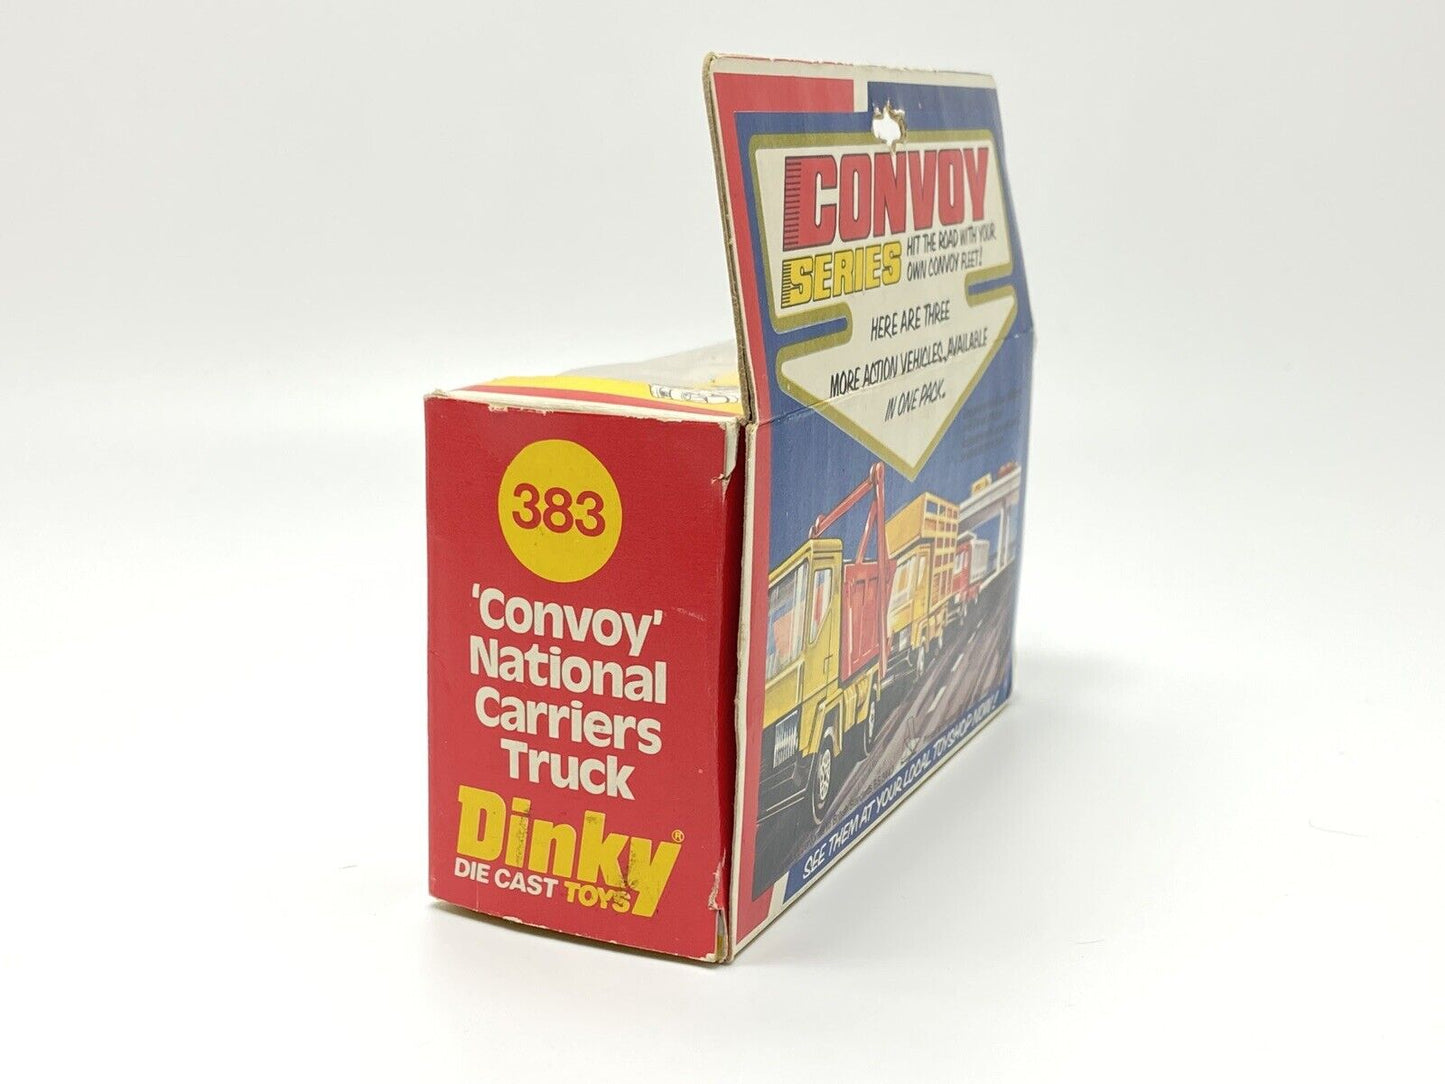 383
'Convoy'
National
Carriers
Truck
Dinky®
DIE CAST TOYS
CONVOY
SERIES
HIT THE ROAD WITH YOUR
OWN CONVOY FLEET!
HERE ARE THREE
MORE ACTION VEHICLES, AVAILABLE
IN ONE PACK.
SEE THEM AT YOUR LOCAL TOYSHOP NOW!